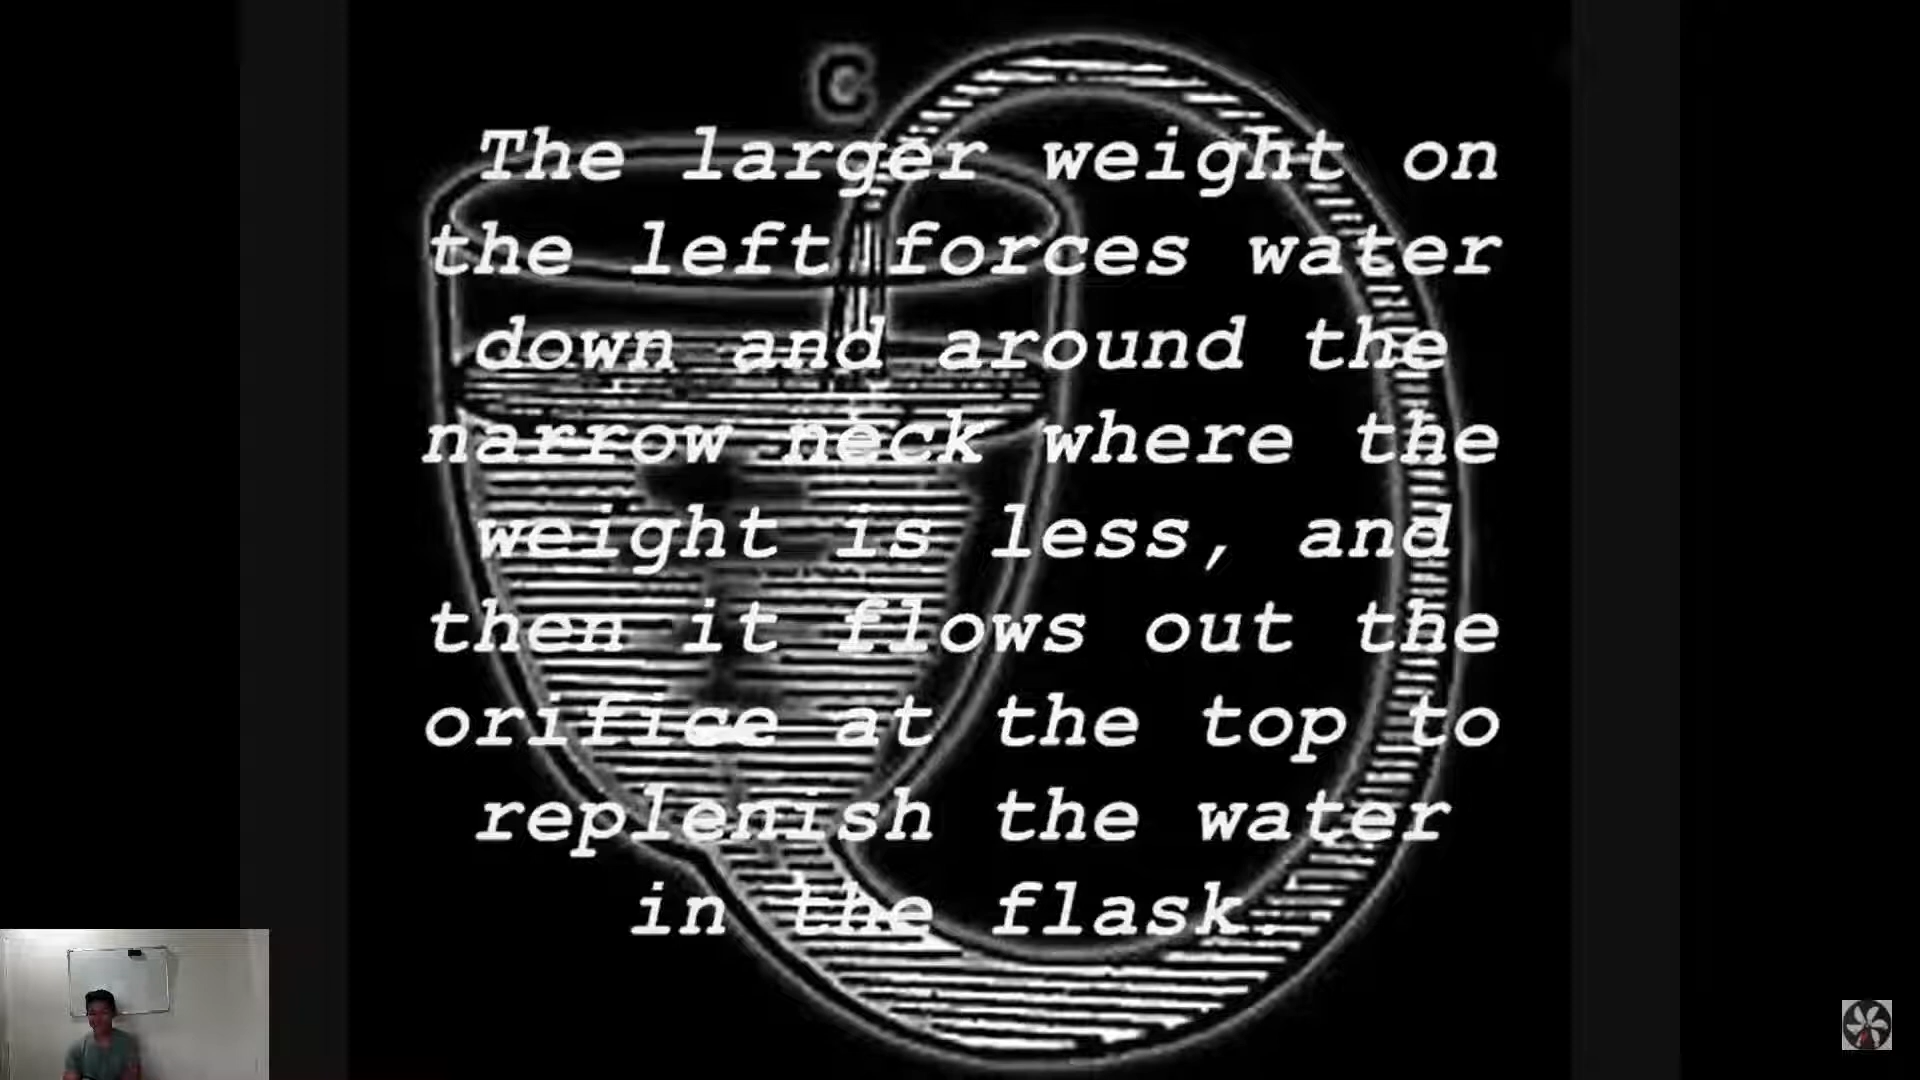 C
The larger weight on
the left forces water
down and around the
narrow neck where the
weight is less, and
then it flows out the
orifice at the top to
replenish the water
in the flask.